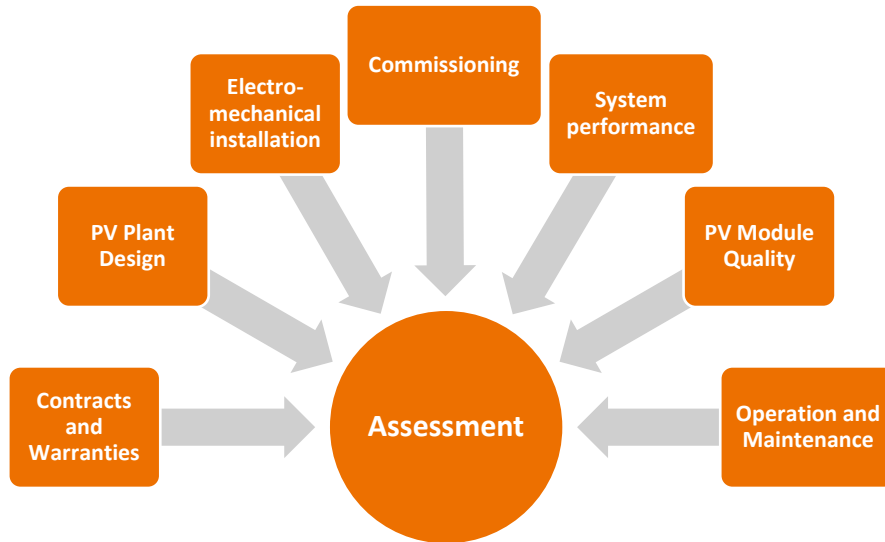 Commissioning
Electro-
mechanical
installation
System
performance
PV Plant
Design
PV Module
Quality
Contracts
and
Warranties
Assessment
Operation and
Maintenance